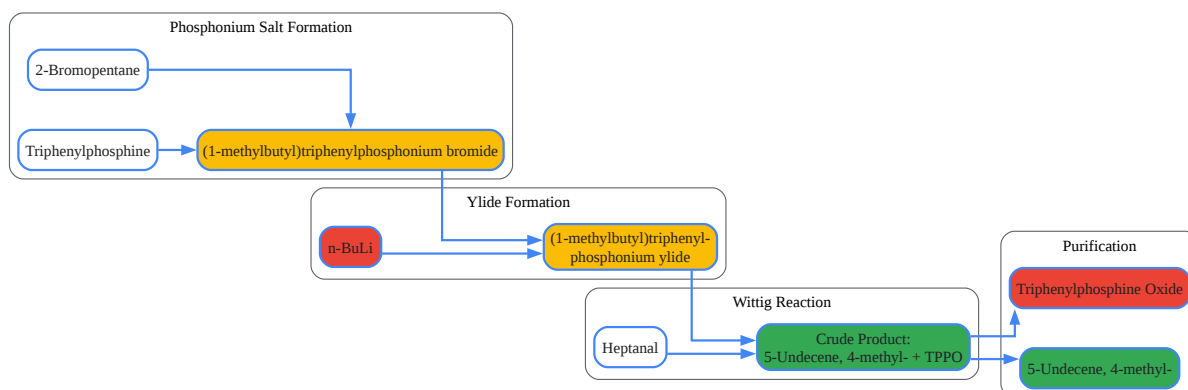 Phosphonium Salt Formation
2-Bromopentane
Triphenylphosphine
(1-methylbutyl)triphenylphosphonium bromide
Ylide Formation
n-BuLi
(1-methylbutyl)triphenyl-
phosphonium ylide
Wittig Reaction
Heptanal
Crude Product:
5-Undecene, 4-methyl- + TPPO
Purification
Triphenylphosphine Oxide
5-Undecene, 4-methyl-